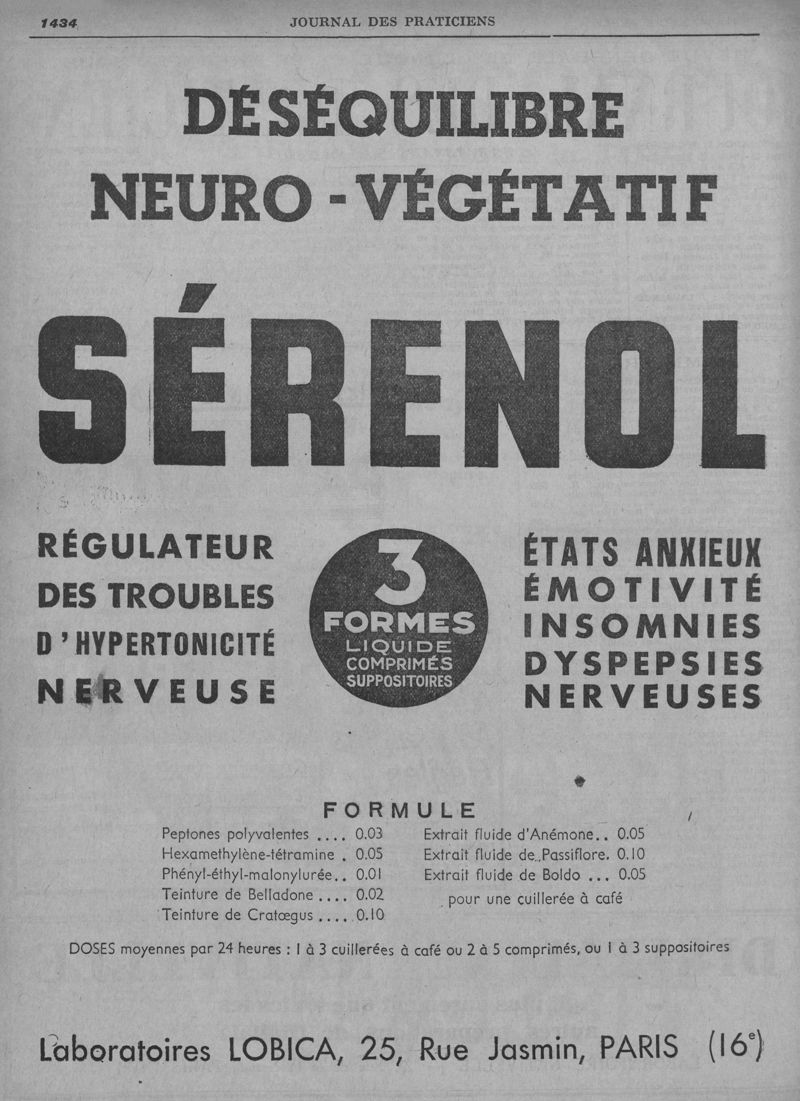 1434
JOURNAL DES PRATICIENS
DÉSÉQUILIBRE
NEURO - VÉGÉTATIF
SÉRENOL
RÉGULATEUR
DES TROUBLES
D'HYPERTONICITÉ
NERVEUSE
3
FORMES
LIQUIDE
COMPRIMÉS
SUPPOSITOIRES
ÉTATS ANXIEUX
ÉMOTIVITÉ
INSOMNIES
DYSPEPSIES
NERVEUSES
FORMULE
Peptones polyvalentes .... 0.03
Hexamethylène-tétramine . 0.05
Phényl-éthyl-malonylurée.. 0.01
Teinture de Belladone .... 0.02
Teinture de Cratœgus .... 0.10
Extrait fluide d'Anémone.. 0.05
Extrait fluide de Passiflore. 0.10
Extrait fluide de Boldo ... 0.05
pour une cuillerée à café
DOSES moyennes par 24 heures : 1 à 3 cuillerées à café ou 2 à 5 comprimés, ou 1 à 3 suppositoires
Laboratoires LOBICA, 25, Rue Jasmin, PARIS (16e)